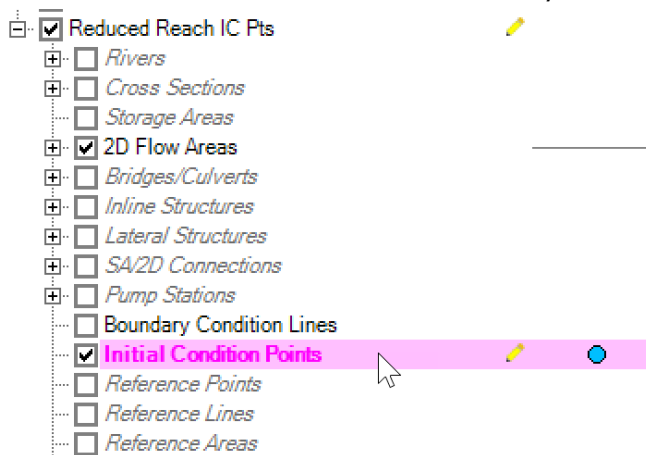 Reduced Reach IC Pts
Rivers
Cross Sections
Storage Areas
2D Flow Areas
Bridges/Culverts
Inline Structures
Lateral Structures
SA/2D Connections
Pump Stations
Boundary Condition Lines
Initial Condition Points
Reference Points
Reference Lines
Reference Areas